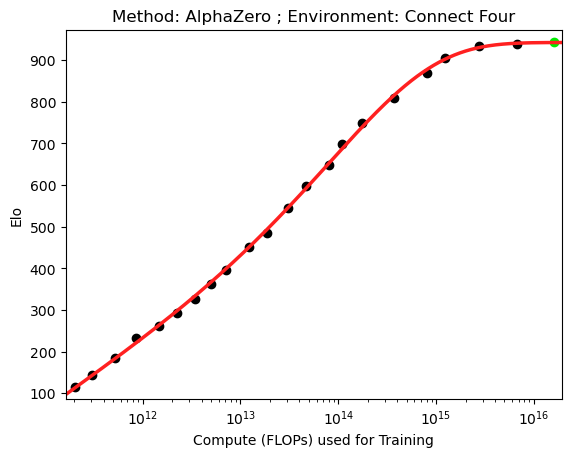 Method: AlphaZero ; Environment: Connect Four
Elo
900
800
700
600
500
400
300
200
100
10¹² 10¹³ 10¹⁴ 10¹⁵ 10¹⁶
Compute (FLOPs) used for Training